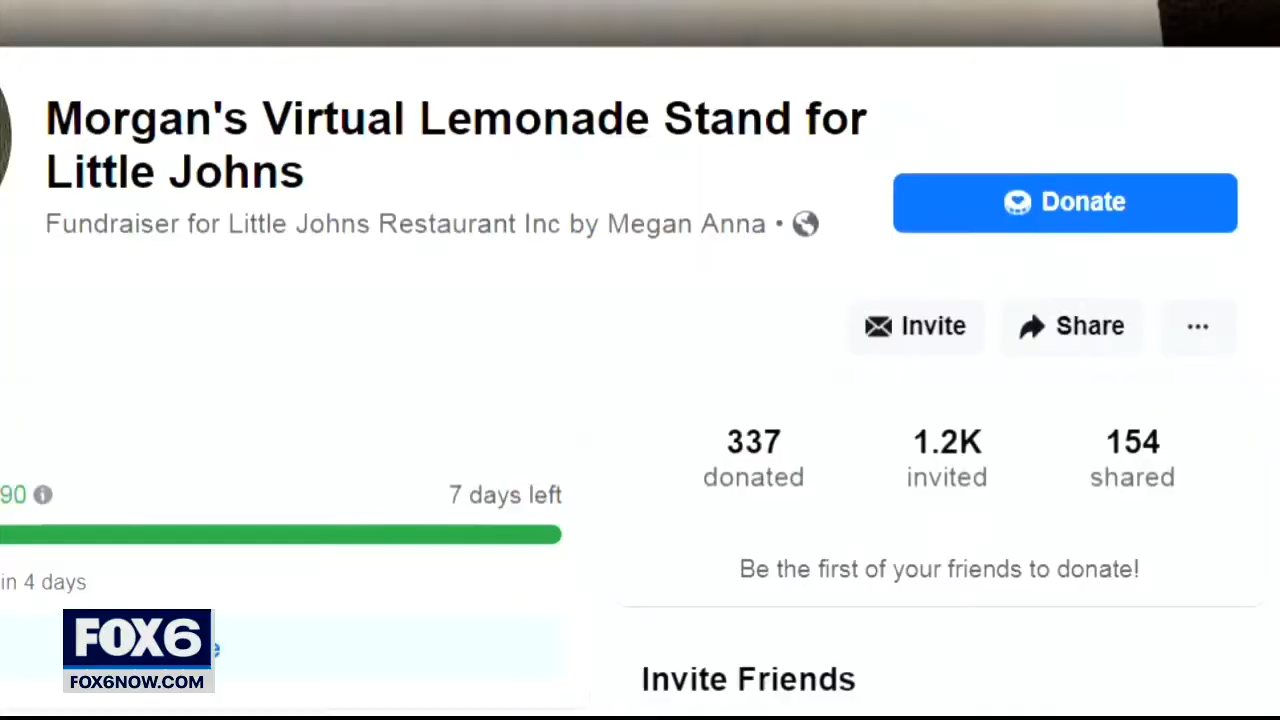 Morgan's Virtual Lemonade Stand for
Little Johns
Fundraiser for Little Johns Restaurant Inc by Megan Anna •
Donate
Invite
Share
...
337
donated
1.2K
invited
154
shared
90
7 days left
in 4 days
Be the first of your friends to donate!
Invite Friends
FOX6
FOX6NOW.COM